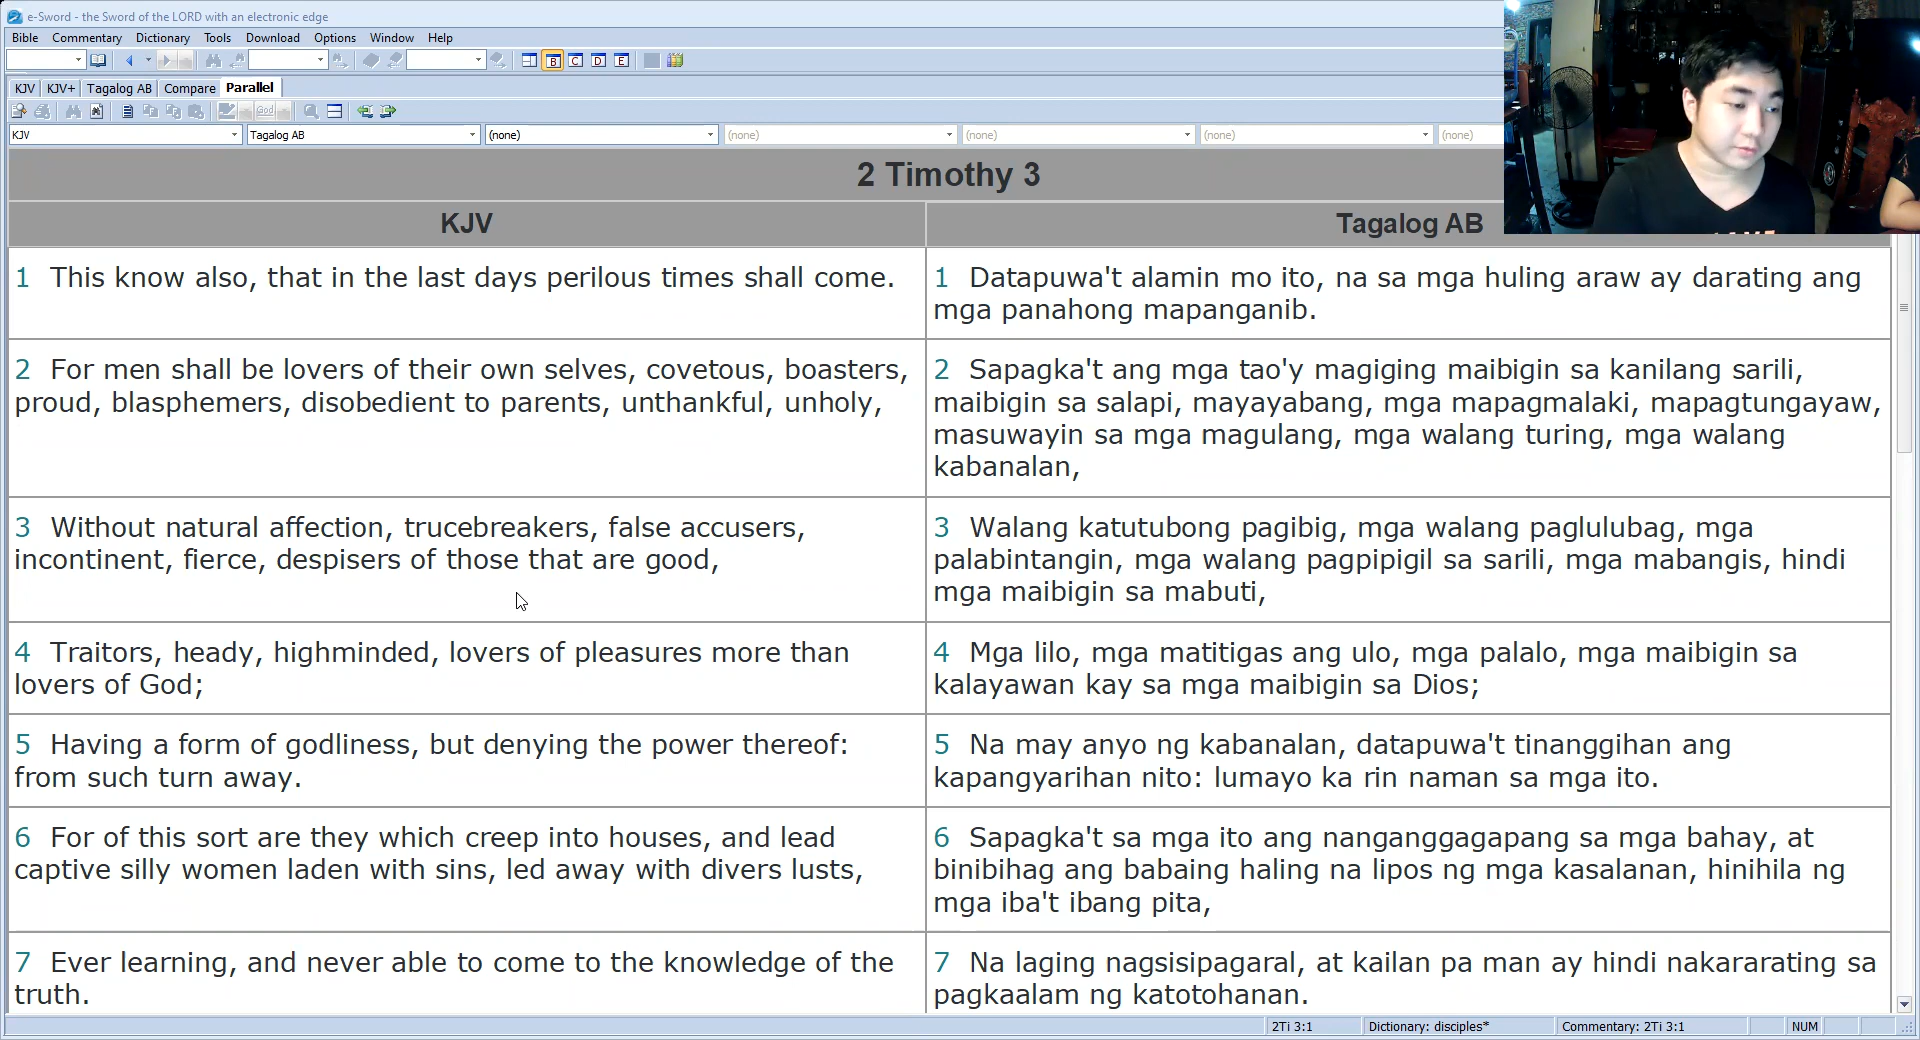 e-Sword - the Sword of the LORD with an electronic edge
Bible Commentary Dictionary Tools Download Options Window Help
B C D E
KJV KJV+ Tagalog AB Compare Parallel
God
KJV Tagalog AB (none) (none) (none) (none) (none)
2 Timothy 3
KJV
Tagalog AB
1 This know also, that in the last days perilous times shall come.
1 Datapuwa't alamin mo ito, na sa mga huling araw ay darating ang
mga panahong mapanganib.
2 For men shall be lovers of their own selves, covetous, boasters,
proud, blasphemers, disobedient to parents, unthankful, unholy,
2 Sapagka't ang mga tao'y magiging maibigin sa kanilang sarili,
maibigin sa salapi, mayayabang, mga mapagmalaki, mapagtungayaw,
masuwayin sa mga magulang, mga walang turing, mga walang
kabanalan,
3 Without natural affection, trucebreakers, false accusers,
incontinent, fierce, despisers of those that are good,
3 Walang katutubong pagibig, mga walang paglulubag, mga
palabintangin, mga walang pagpipigil sa sarili, mga mabangis, hindi
mga maibigin sa mabuti,
4 Traitors, heady, highminded, lovers of pleasures more than
lovers of God;
4 Mga lilo, mga matitigas ang ulo, mga palalo, mga maibigin sa
kalayawan kay sa mga maibigin sa Dios;
5 Having a form of godliness, but denying the power thereof:
from such turn away.
5 Na may anyo ng kabanalan, datapuwa't tinanggihan ang
kapangyarihan nito: lumayo ka rin naman sa mga ito.
6 For of this sort are they which creep into houses, and lead
captive silly women laden with sins, led away with divers lusts,
6 Sapagka't sa mga ito ang nanganggagapang sa mga bahay, at
binibihag ang babaing haling na lipos ng mga kasalanan, hinihila ng
mga iba't ibang pita,
7 Ever learning, and never able to come to the knowledge of the
truth.
7 Na laging nagsisipagaral, at kailan pa man ay hindi nakararating sa
pagkaalam ng katotohanan.
2Ti 3:1 Dictionary: disciples* Commentary: 2Ti 3:1 NUM